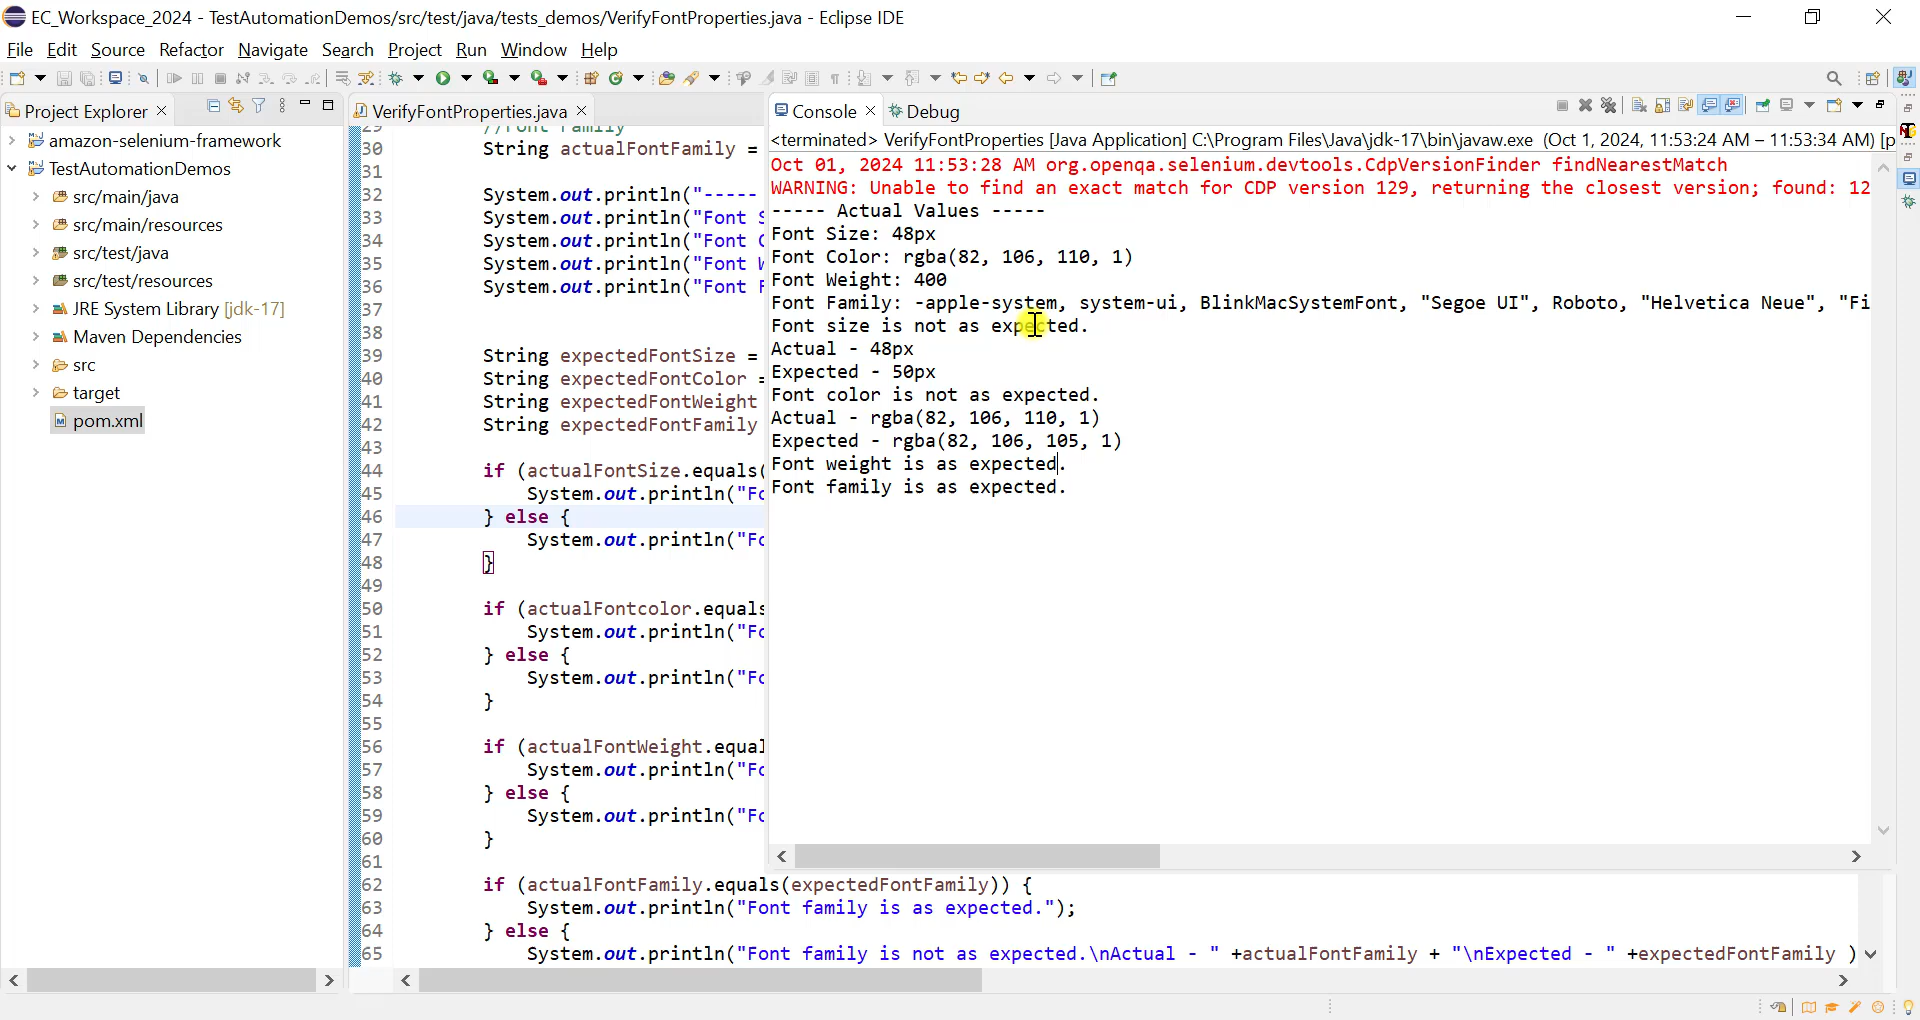 EC_Workspace_2024 - TestAutomationDemos/src/test/java/tests_demos/VerifyFontProperties.java - Eclipse IDE
File Edit Source Refactor Navigate Search Project Run Window Help
Project Explorer
amazon-selenium-framework
TestAutomationDemos
src/main/java
src/main/resources
src/test/java
src/test/resources
JRE System Library [jdk-17]
Maven Dependencies
src
target
pom.xml
VerifyFontProperties.java
29 //Font Family
30 String actualFontFamily =
31
32 System.out.println("-----
33 System.out.println("Font S
34 System.out.println("Font C
35 System.out.println("Font W
36 System.out.println("Font F
37
38
39 String expectedFontSize =
40 String expectedFontColor =
41 String expectedFontWeight
42 String expectedFontFamily
43
44 if (actualFontSize.equals(
45 System.out.println("Fo
46 } else {
47 System.out.println("Fo
48 }
49
50 if (actualFontcolor.equals
51 System.out.println("Fo
52 } else {
53 System.out.println("Fo
54 }
55
56 if (actualFontWeight.equal
57 System.out.println("Fo
58 } else {
59 System.out.println("Fo
60 }
61
62 if (actualFontFamily.equals(expectedFontFamily)) {
63 System.out.println("Font family is as expected.");
64 } else {
65 System.out.println("Font family is not as expected.\nActual - " +actualFontFamily + "\nExpected - " +expectedFontFamily )
Console Debug
<terminated> VerifyFontProperties [Java Application] C:\Program Files\Java\jdk-17\bin\javaw.exe (Oct 1, 2024, 11:53:24 AM – 11:53:34 AM) [p
Oct 01, 2024 11:53:28 AM org.openqa.selenium.devtools.CdpVersionFinder findNearestMatch
WARNING: Unable to find an exact match for CDP version 129, returning the closest version; found: 12
----- Actual Values -----
Font Size: 48px
Font Color: rgba(82, 106, 110, 1)
Font Weight: 400
Font Family: -apple-system, system-ui, BlinkMacSystemFont, "Segoe UI", Roboto, "Helvetica Neue", "Fi
Font size is not as expected.
Actual - 48px
Expected - 50px
Font color is not as expected.
Actual - rgba(82, 106, 110, 1)
Expected - rgba(82, 106, 105, 1)
Font weight is as expected.
Font family is as expected.